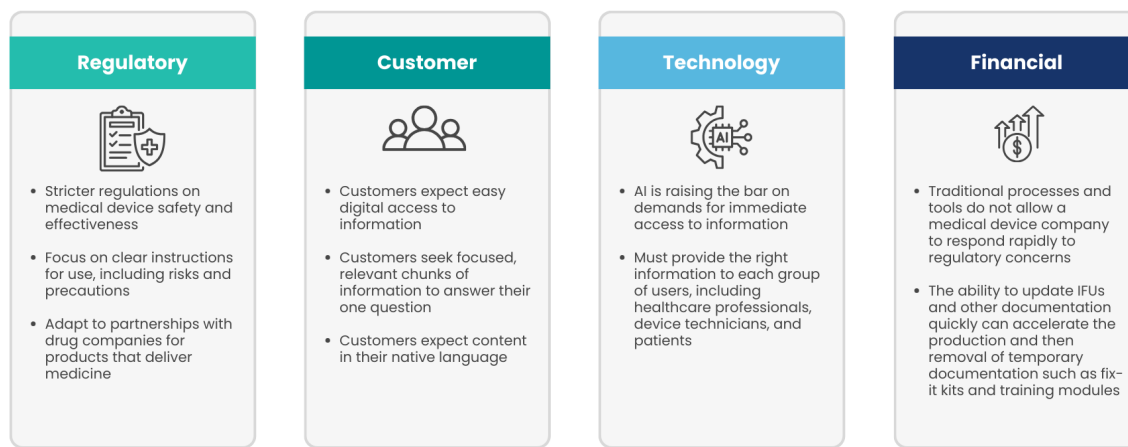 Regulatory
• Stricter regulations on
medical device safety and
effectiveness
• Focus on clear instructions
for use, including risks and
precautions
• Adapt to partnerships with
drug companies for
products that deliver
medicine
Customer
• Customers expect easy
digital access to
information
• Customers seek focused,
relevant chunks of
information to answer their
one question
• Customers expect content
in their native language
Technology
AI
• AI is raising the bar on
demands for immediate
access to information
• Must provide the right
information to each group
of users, including
healthcare professionals,
device technicians, and
patients
Financial
$
• Traditional processes and
tools do not allow a
medical device company
to respond rapidly to
regulatory concerns
• The ability to update IFUs
and other documentation
quickly can accelerate the
production and then
removal of temporary
documentation such as fix-
it kits and training modules